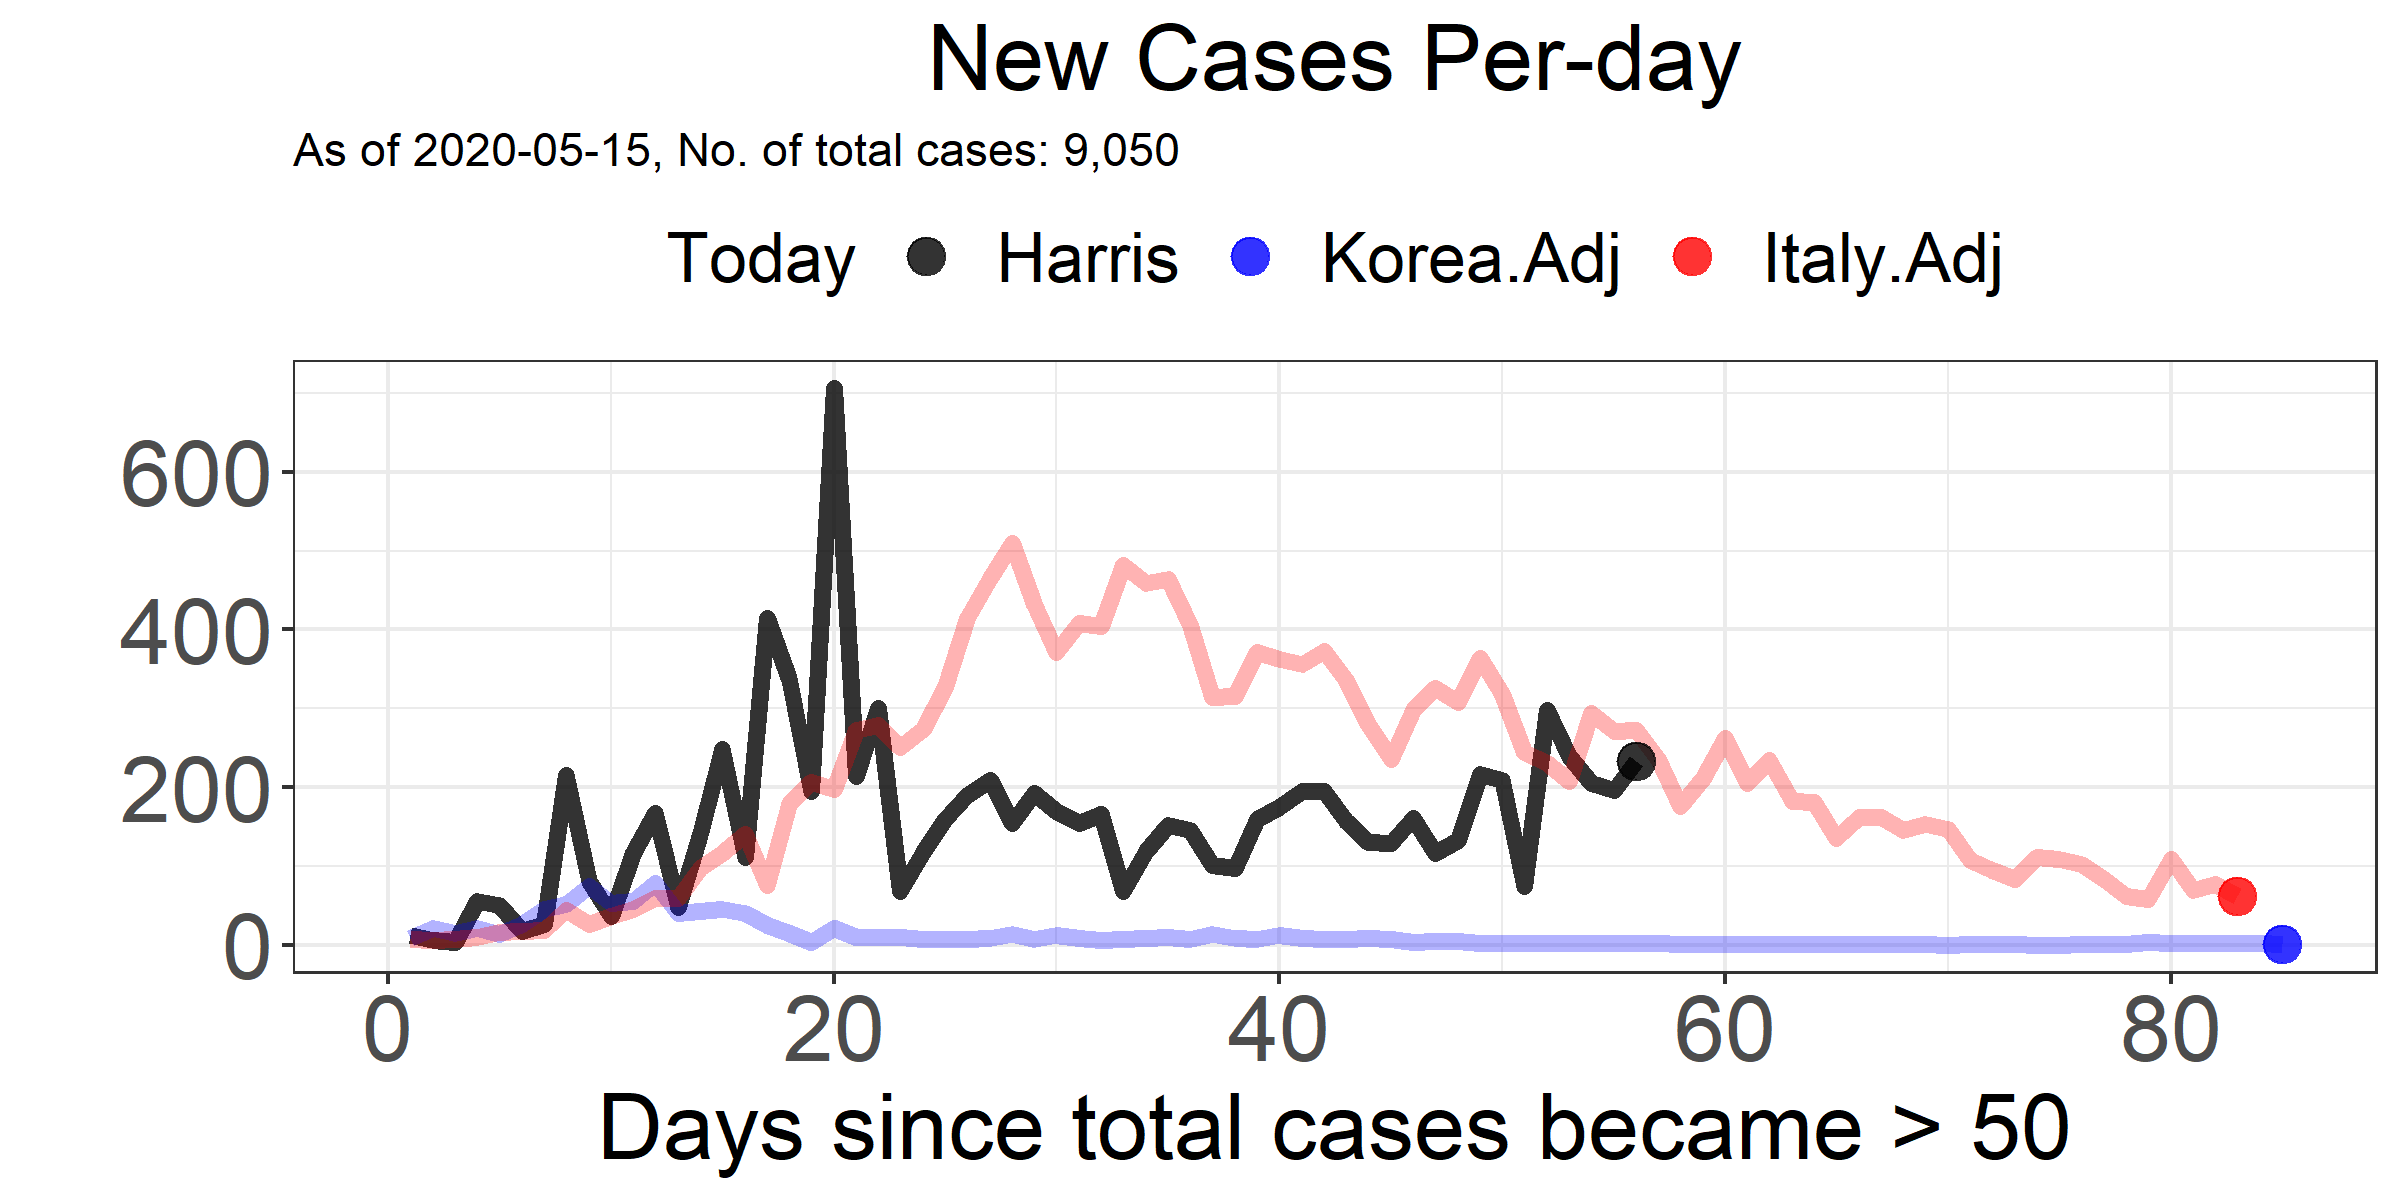 New Cases Per-day
As of 2020-05-15, No. of total cases: 9,050
Today Harris Korea.Adj Italy.Adj
600
400
200
0
0 20 40 60 80
Days since total cases became > 50